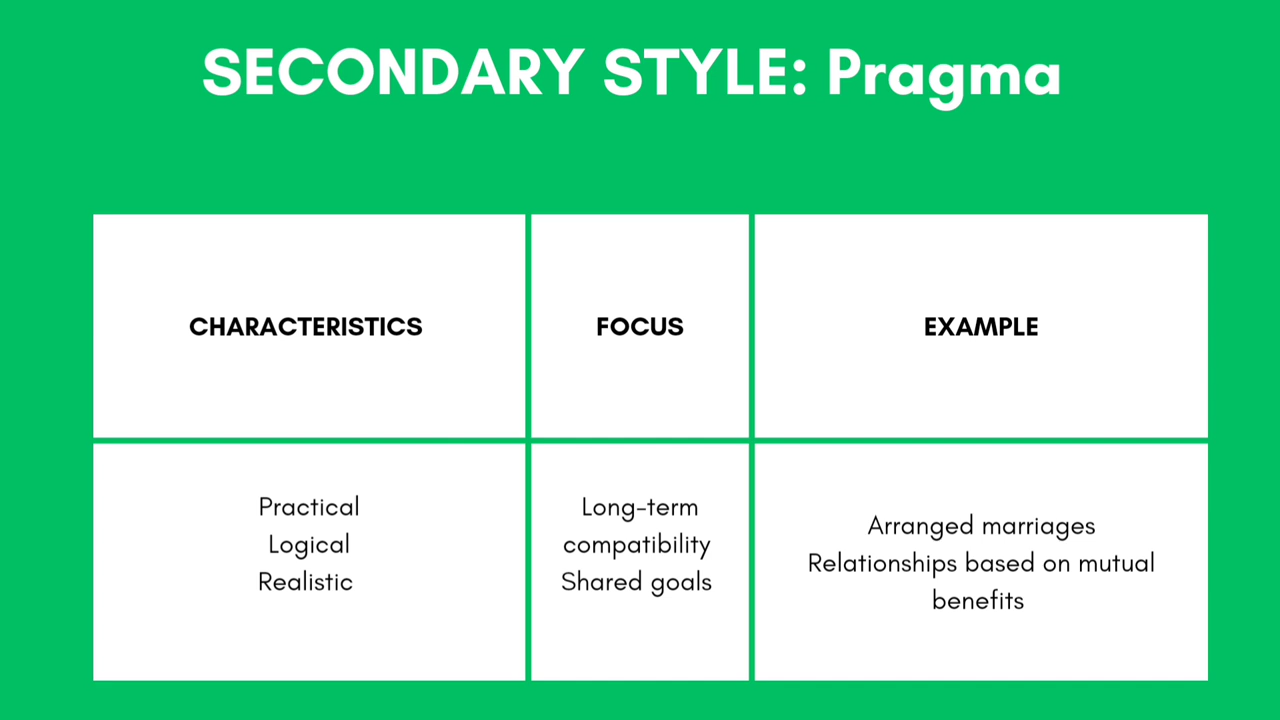 SECONDARY STYLE: Pragma
CHARACTERISTICS
FOCUS
EXAMPLE
Practical
Logical
Realistic
Long-term
compatibility
Shared goals
Arranged marriages
Relationships based on mutual
benefits